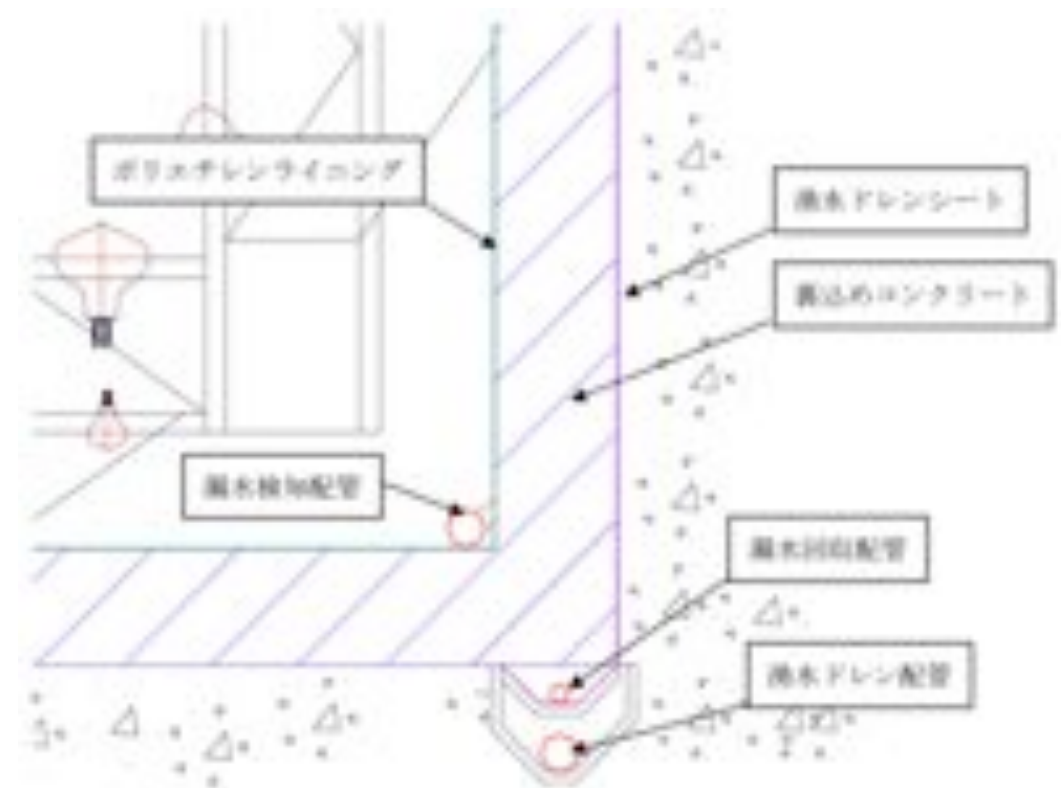 ポリエチレンライニング
湧水ドレンシート
裏込めコンクリート
漏水検知配管
漏水回収配管
湧水ドレン配管